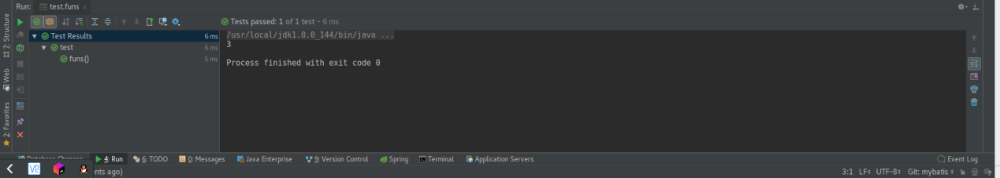 Run: test.funs ×
Tests passed: 1 of 1 test – 6 ms
Test Results 6 ms
test 6 ms
funs() 6 ms
/usr/local/jdk1.8.0_144/bin/java ...
3
Process finished with exit code 0
7: Structure
Web
2: Favorites
Database Changes 4: Run 6: TODO 0: Messages Java Enterprise 9: Version Control Spring Terminal Application Servers Event Log
nts ago) 3:1 LF÷ UTF-8÷ Git: mybatis ÷